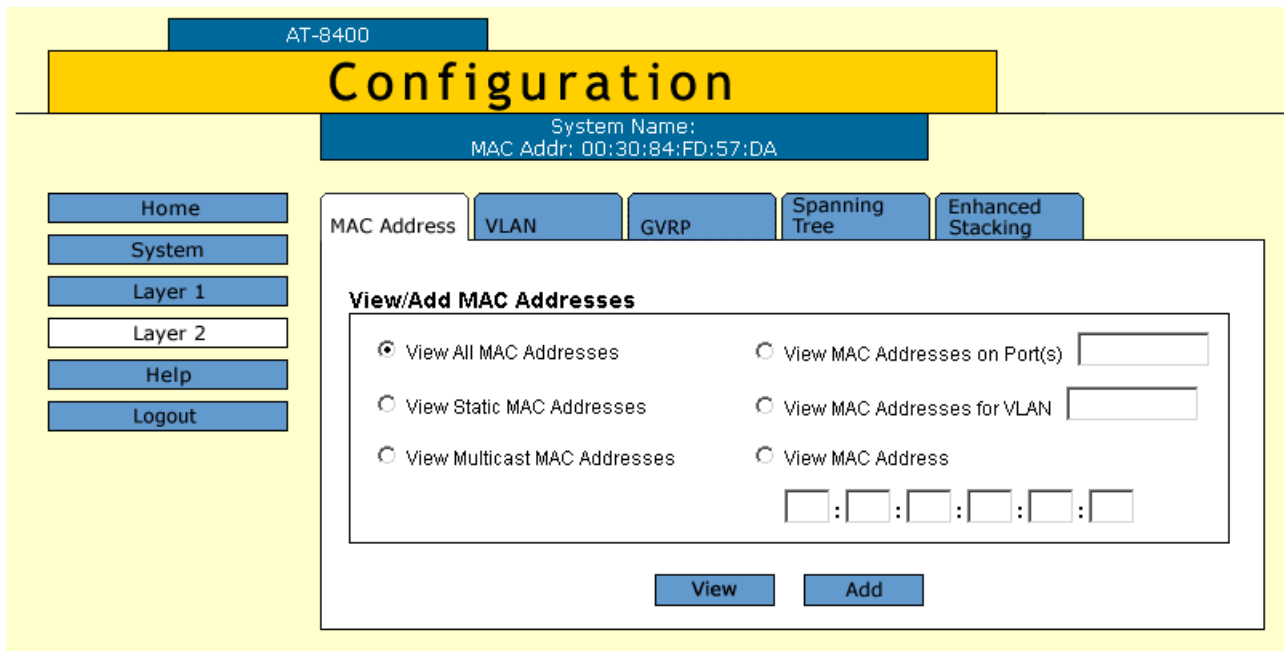 AT-8400
Configuration
System Name:
MAC Addr: 00:30:84:FD:57:DA
Home
System
Layer 1
Layer 2
Help
Logout
MAC Address
VLAN
GVRP
Spanning
Tree
Enhanced
Stacking
View/Add MAC Addresses
View All MAC Addresses
View MAC Addresses on Port(s)
View Static MAC Addresses
View MAC Addresses for VLAN
View Multicast MAC Addresses
View MAC Address
: : : : :
View
Add